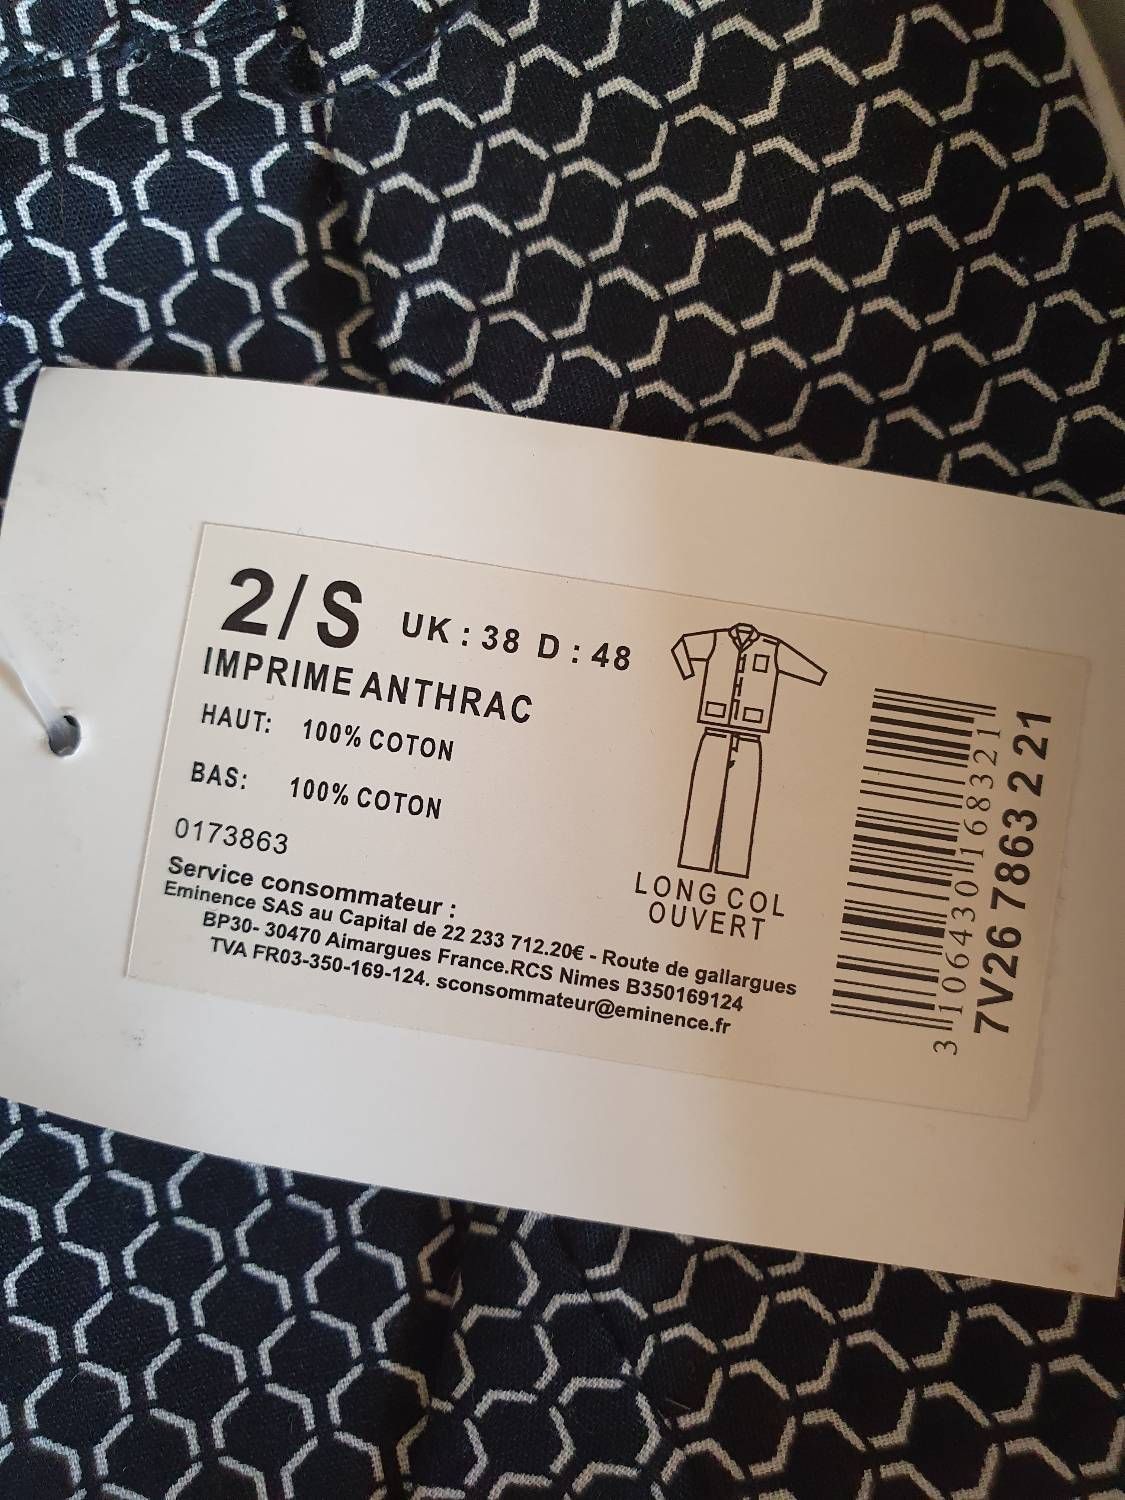 2/S UK : 38 D : 48
IMPRIME ANTHRAC
HAUT: 100% COTON
BAS: 100% COTON
0173863
Service consommateur :
Eminence SAS au Capital de 22 233 712.20€ - Route de gallargues
BP30- 30470 Aimargues France.RCS Nimes B350169124
TVA FR03-350-169-124. sconsommateur@eminence.fr
LONG COL
OUVERT
3 106430 168321
7V26 7863 2 21